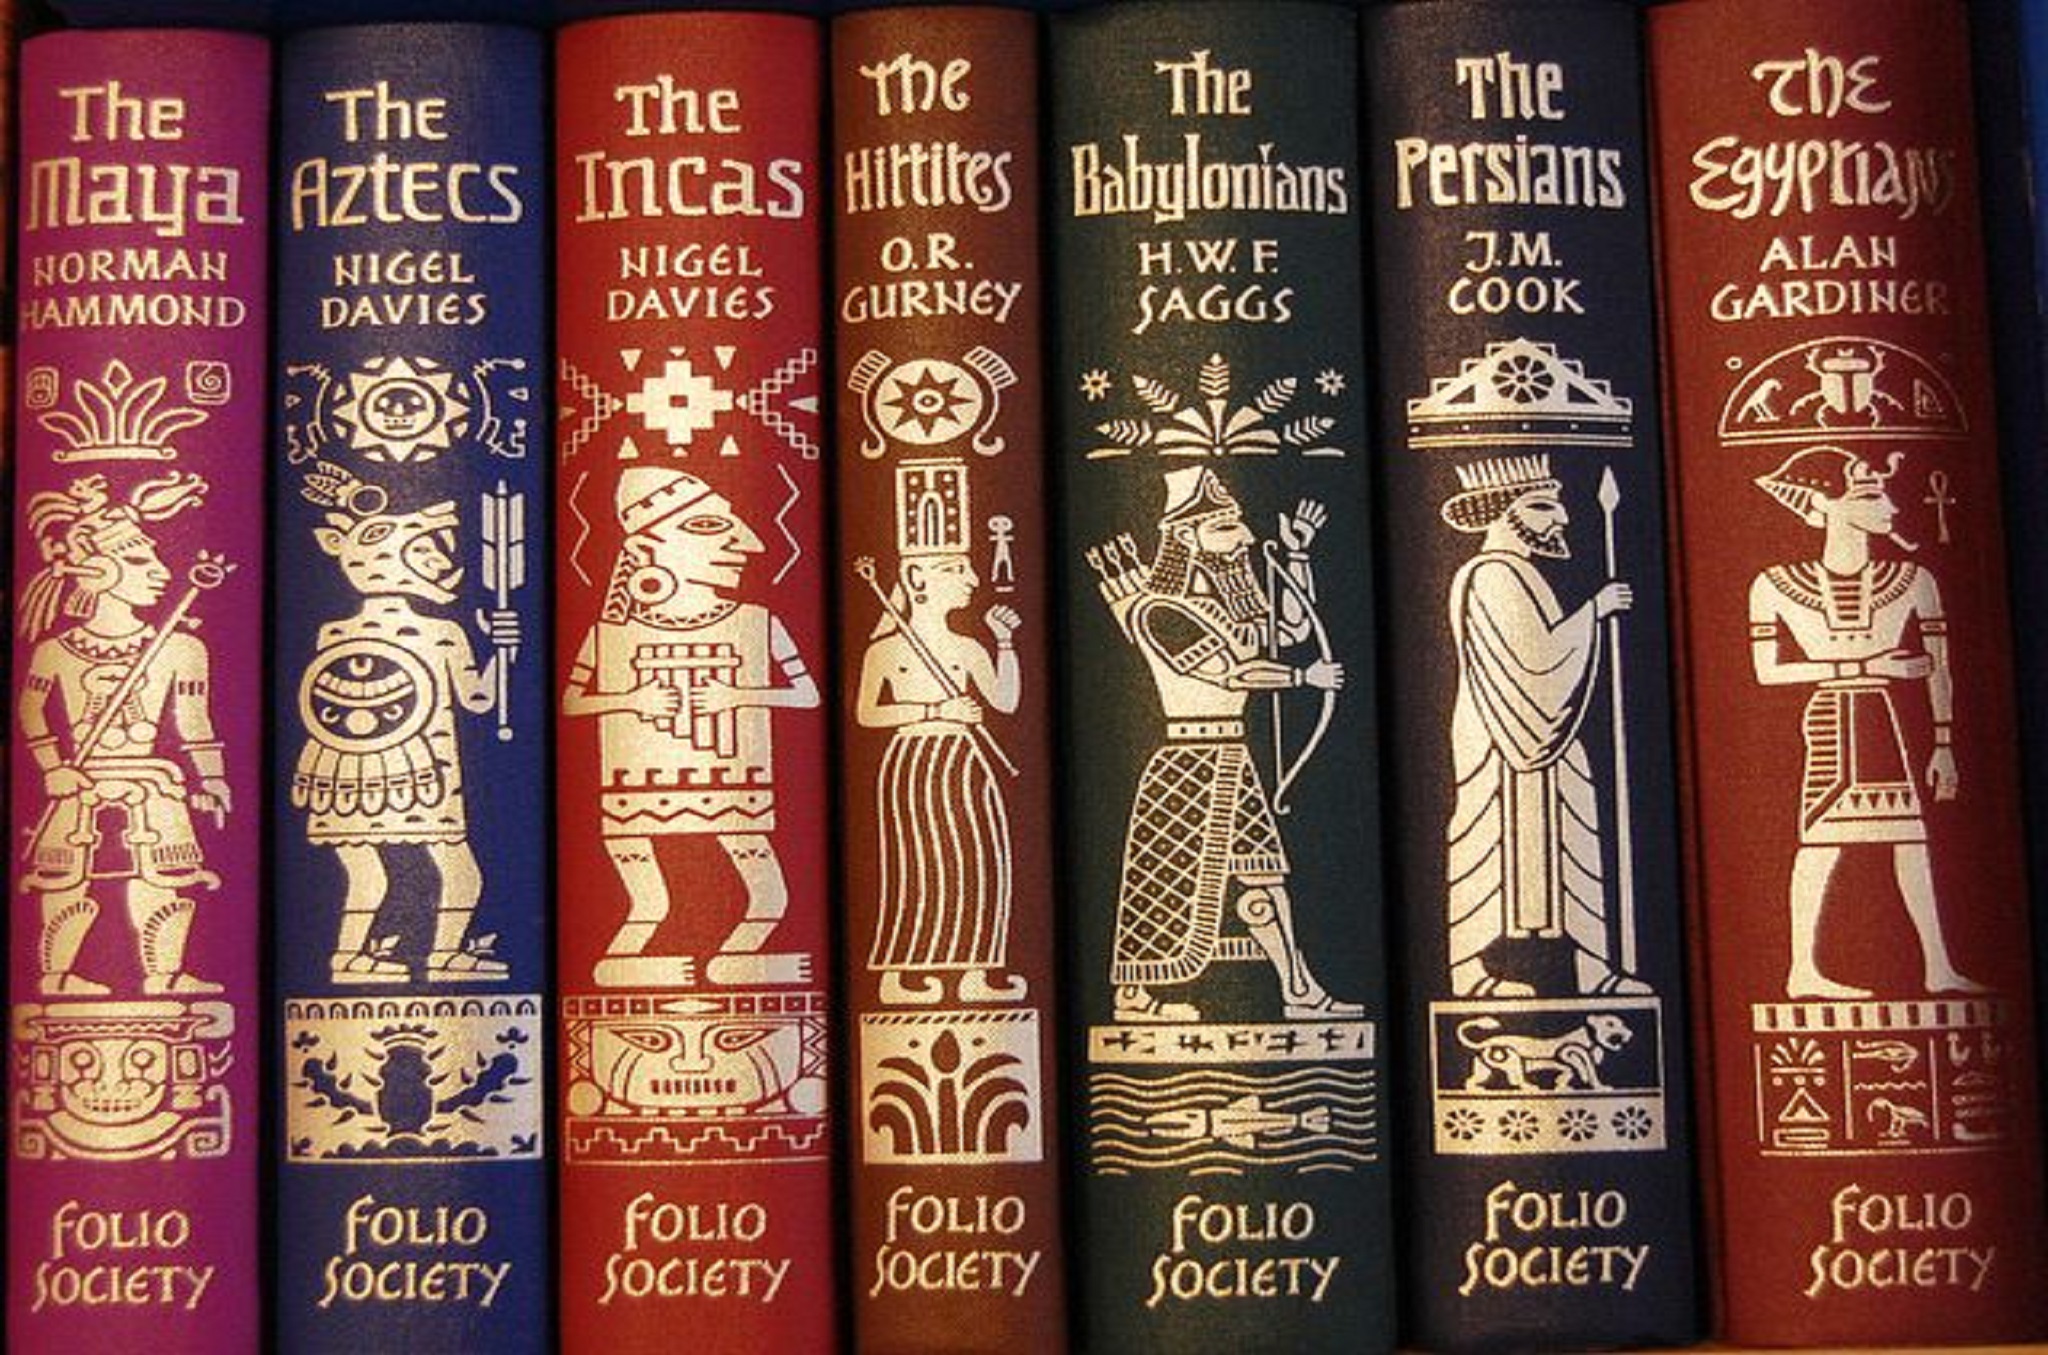 The
Maya
NORMAN
HAMMOND
FOLIO
SOCIETY
The
Aztecs
NIGEL
DAVIES
FOLIO
SOCIETY
The
Incas
NIGEL
DAVIES
FOLIO
SOCIETY
The
Hittites
O. R.
GURNEY
FOLIO
SOCIETY
The
Babylonians
H. W. F.
SAGGS
FOLIO
SOCIETY
The
Persians
J. M.
COOK
FOLIO
SOCIETY
The
Egyptians
ALAN
GARDINER
FOLIO
SOCIETY